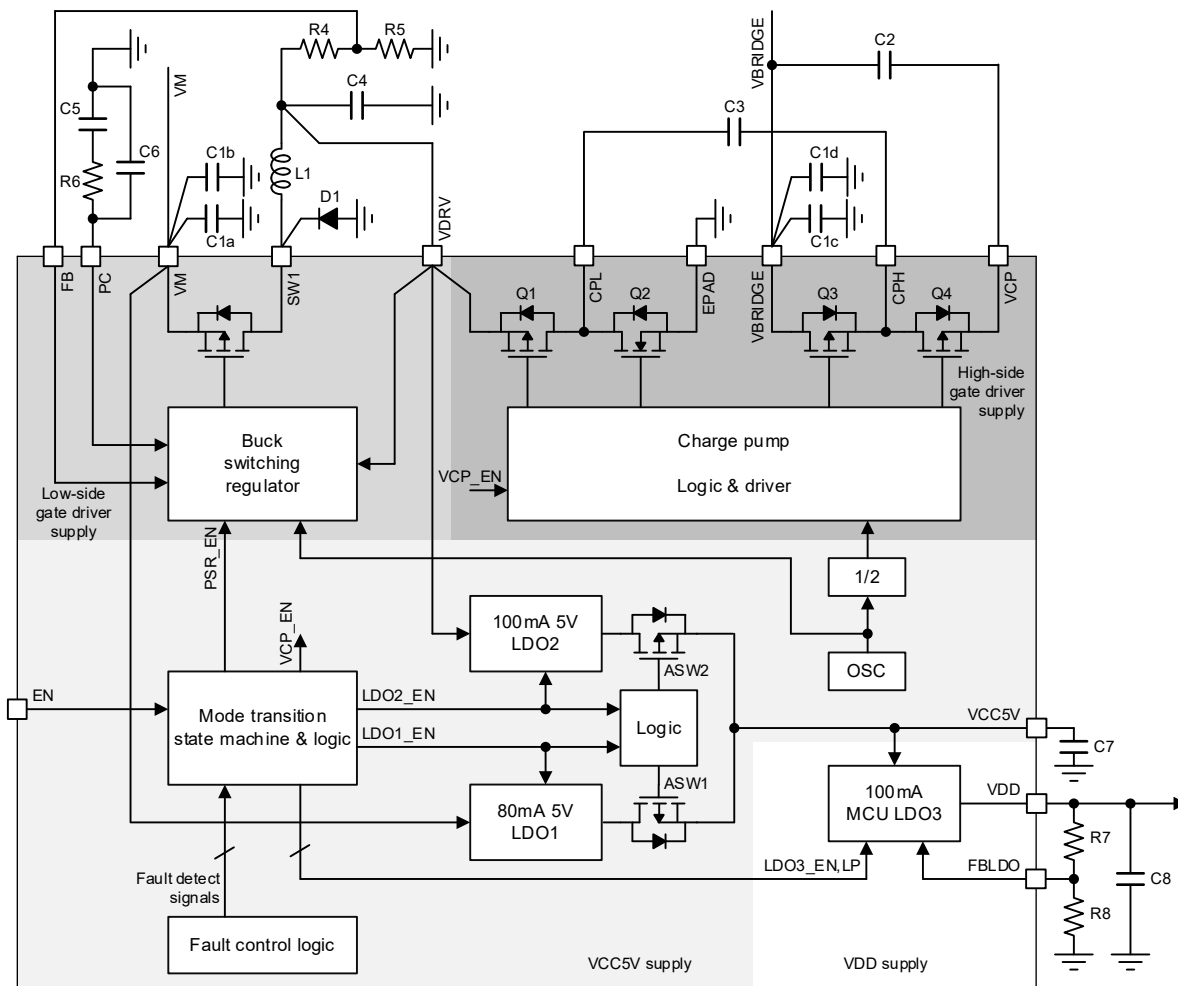 R4
R5
VBRIDGE
C2
VM
C4
C5
C3
C6
C1b
L1
C1d
R6
D1
VDRV
C1a
C1c
FB
PC
VM
SW1
CPL
EPAD
VBRIDGE
CPH
VCP
Q1
Q2
Q3
Q4
High-side
gate driver
supply
Buck
switching
regulator
Charge pump
Logic & driver
VCP_EN
Low-side
gate driver
supply
PSR_EN
VCP_EN
1/2
100mA 5V
LDO2
OSC
ASW2
EN
Mode transition
state machine & logic
LDO2_EN
LDO1_EN
Logic
VCC5V
C7
ASW1
80mA 5V
LDO1
100mA
MCU LDO3
VDD
R7
LDO3_EN,LP
FBLDO
C8
Fault detect
signals
R8
Fault control logic
VCC5V supply
VDD supply